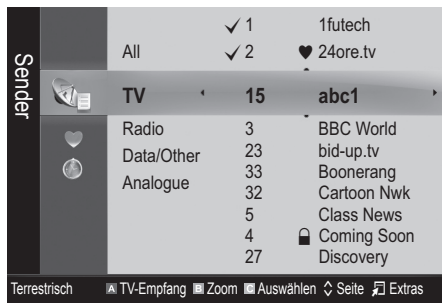 Sender
✓ 1 1futech
All ✓ 2 ♥ 24ore.tv
TV 15 abc1
Radio 3 BBC World
Data/Other 23 bid-up.tv
Analogue 33 Boonerang
32 Cartoon Nwk
5 Class News
4 Coming Soon
27 Discovery
Terrestrisch A TV-Empfang B Zoom C Auswählen Seite Extras